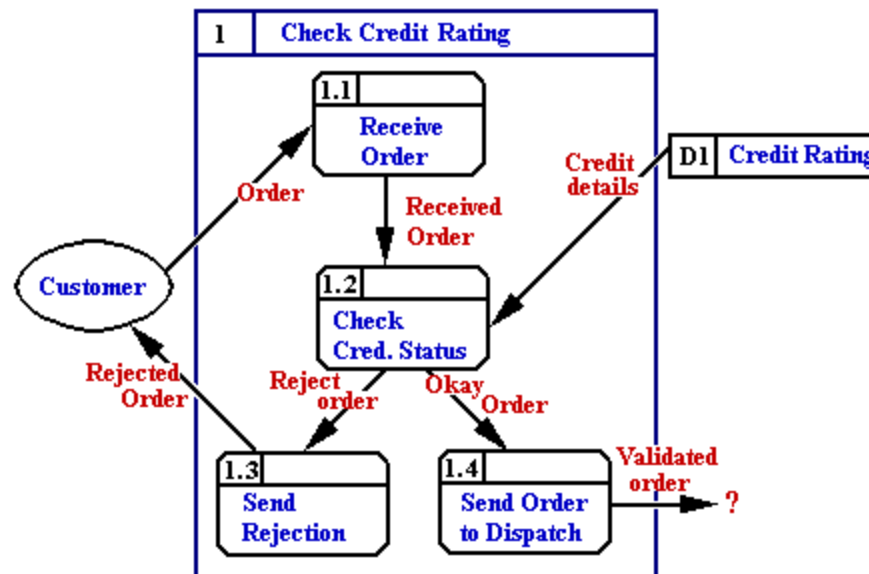 1 Check Credit Rating
1.1
Receive
Order
D1 Credit Rating
Credit
details
Order
Received
Order
Customer
1.2
Check
Cred. Status
Rejected
Order
Reject
order
Okay
Order
1.3
Send
Rejection
1.4
Send Order
to Dispatch
Validated
order
?